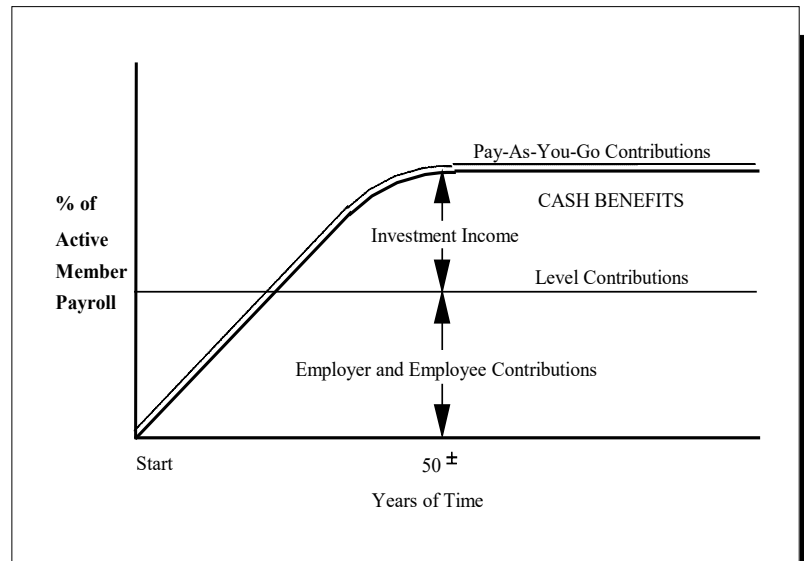 Pay-As-You-Go Contributions
CASH BENEFITS
% of
Active
Member
Payroll
Investment Income
Level Contributions
Employer and Employee Contributions
Start
50 ±
Years of Time